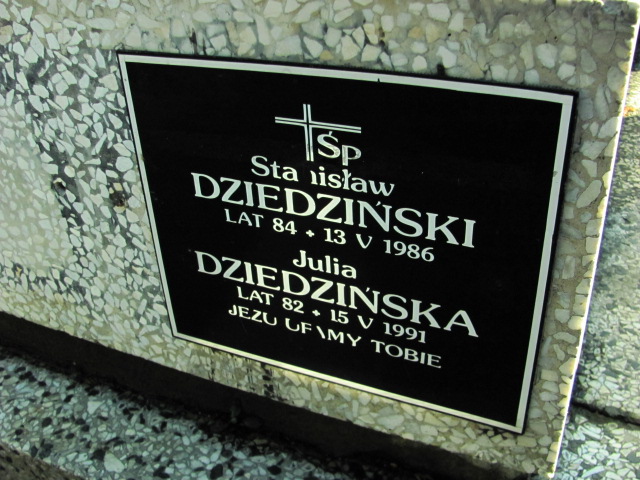 ŚP
Stanisław
DZIEDZIŃSKI
LAT 84 + 13 V 1986
Julia
DZIEDZIŃSKA
LAT 82 + 15 V 1991
JEZU UFAMY TOBIE